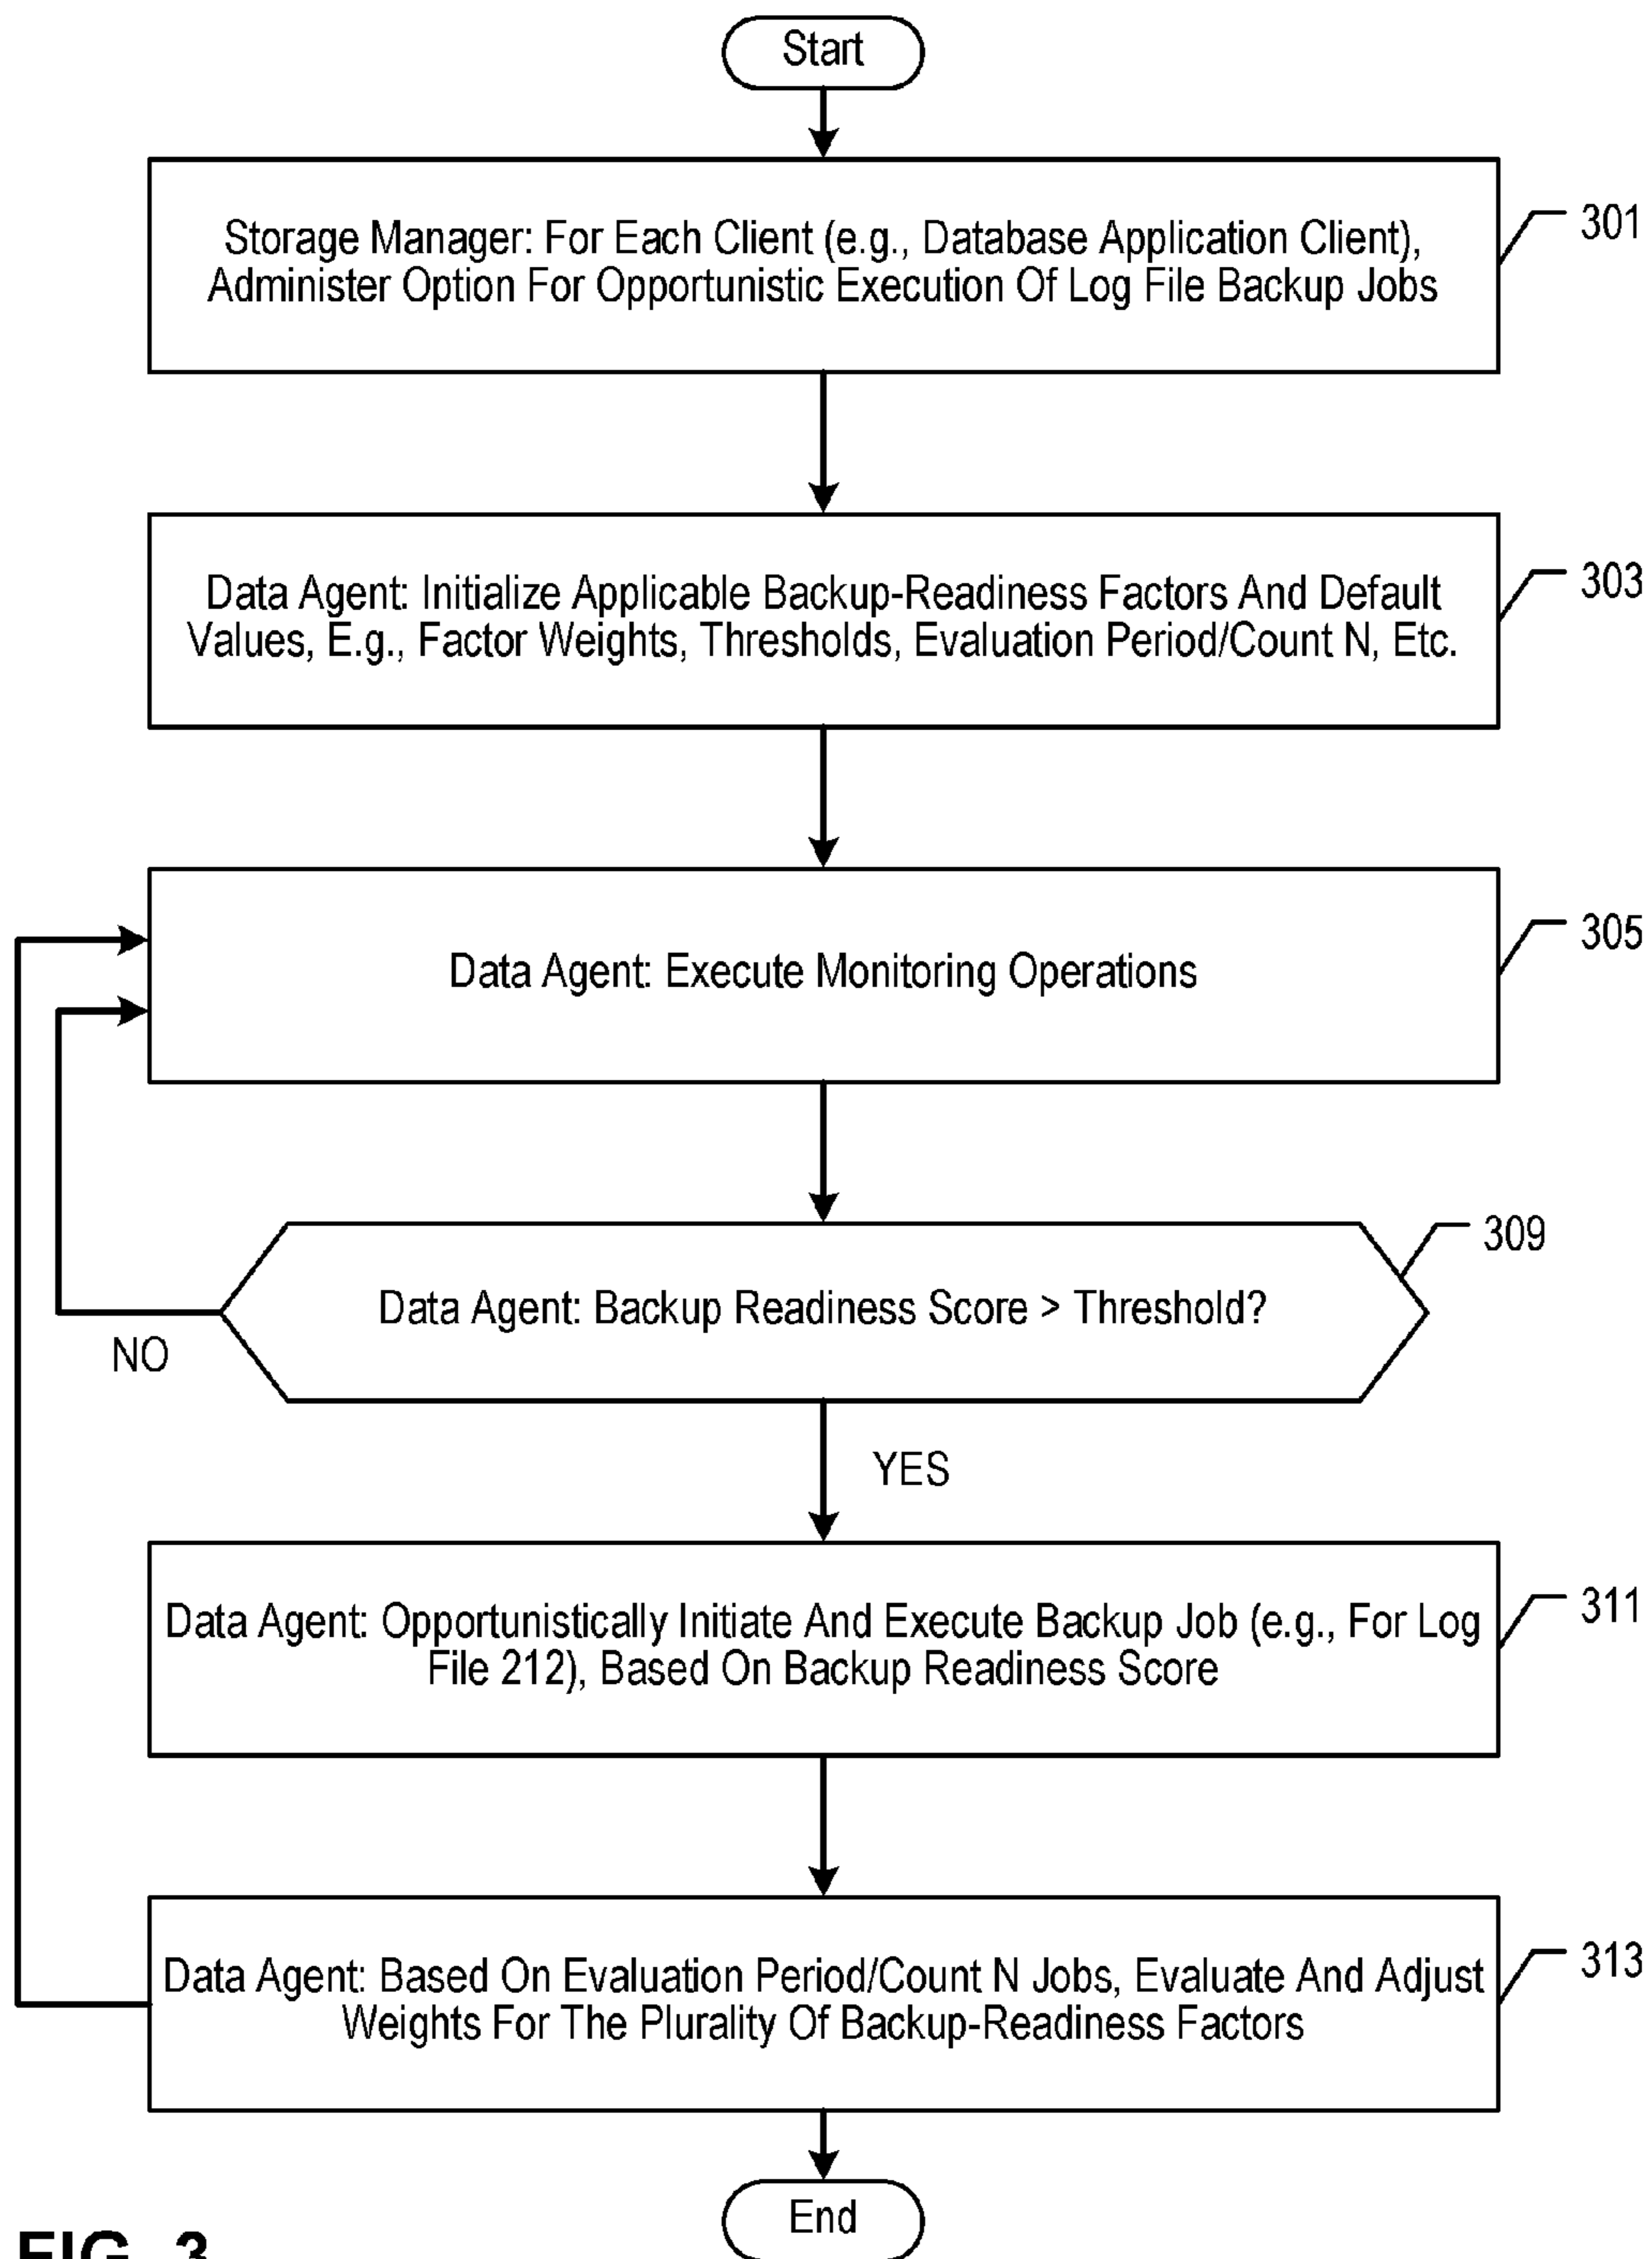 Start
Storage Manager: For Each Client (e.g., Database Application Client),
Administer Option For Opportunistic Execution Of Log File Backup Jobs
301
Data Agent: Initialize Applicable Backup-Readiness Factors And Default
Values, E.g., Factor Weights, Thresholds, Evaluation Period/Count N, Etc.
303
Data Agent: Execute Monitoring Operations
305
Data Agent: Backup Readiness Score > Threshold?
309
NO
YES
Data Agent: Opportunistically Initiate And Execute Backup Job (e.g., For Log
File 212), Based On Backup Readiness Score
311
Data Agent: Based On Evaluation Period/Count N Jobs, Evaluate And Adjust
Weights For The Plurality Of Backup-Readiness Factors
313
End
FIG. 3